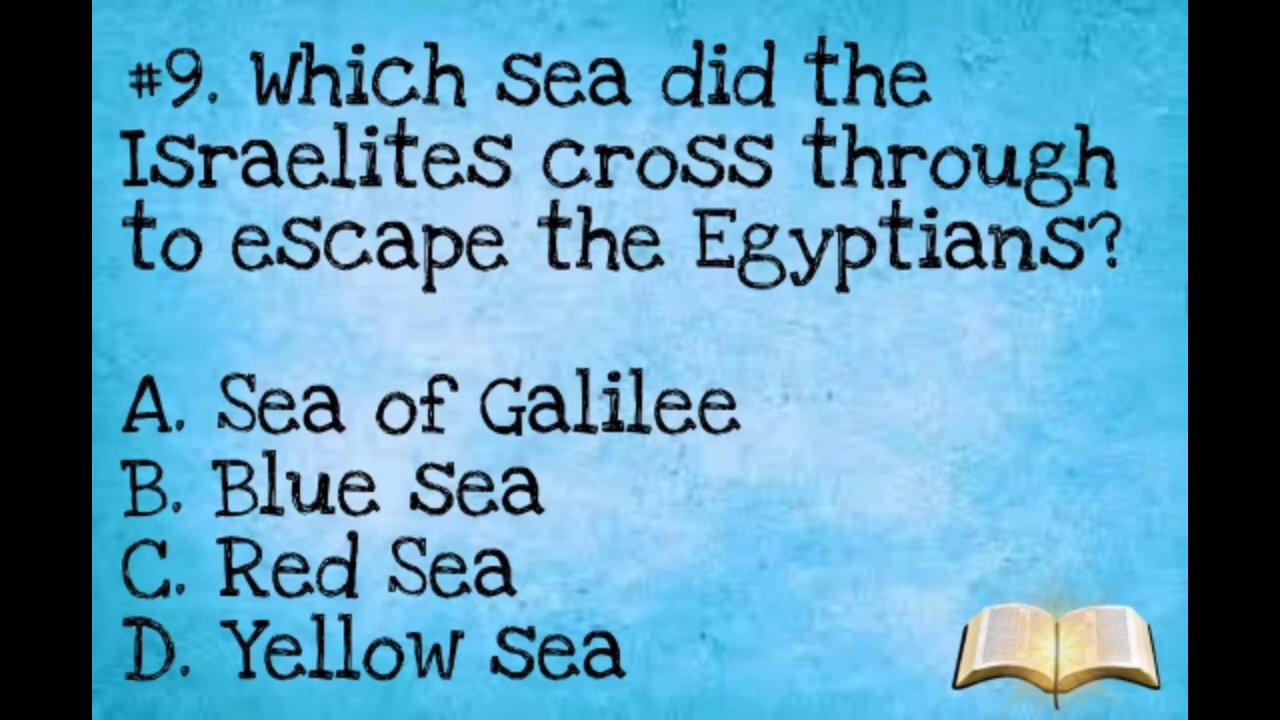 #9. Which sea did the
Israelites cross through
to escape the Egyptians?
A. Sea of Galilee
B. Blue sea
C. Red Sea
D. Yellow sea